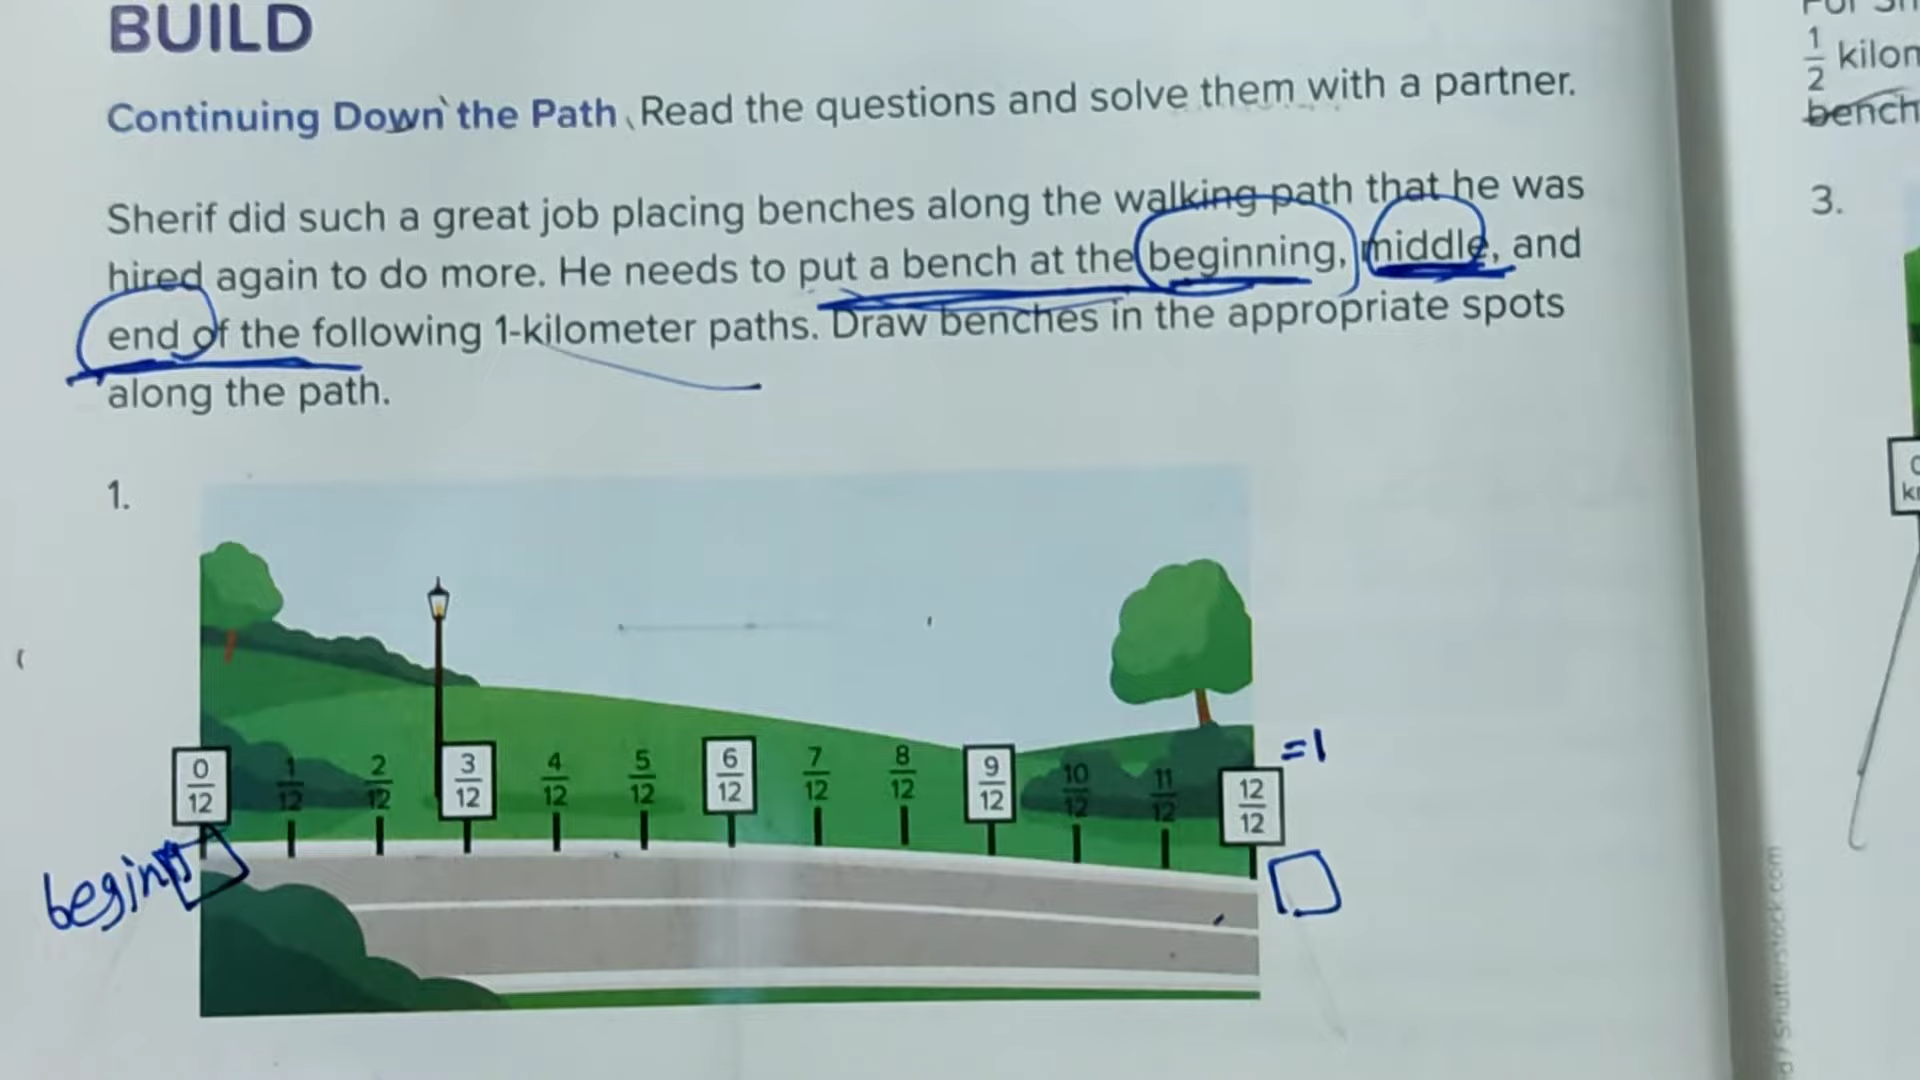 BUILD
Continuing Down the Path Read the questions and solve them with a partner.
Sherif did such a great job placing benches along the walking path that he was
hired again to do more. He needs to put a bench at the beginning, middle, and
end of the following 1-kilometer paths. Draw benches in the appropriate spots
along the path.
1.
0/12 1/12 2/12 3/12 4/12 5/12 6/12 7/12 8/12 9/12 10/12 11/12 12/12 =1
1/2
bench
3.